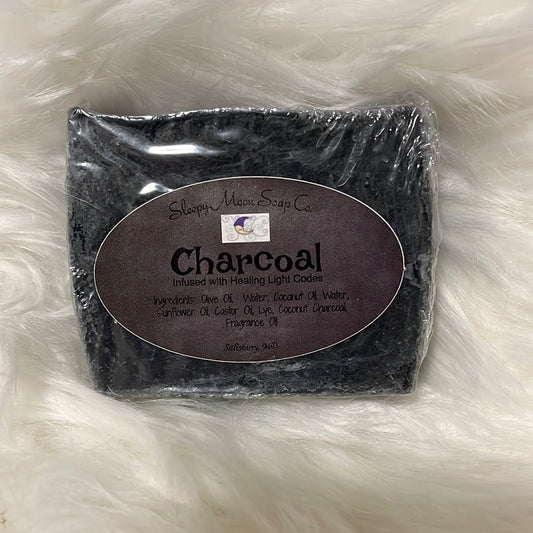 Sleepy Moon Soap Co.
Charcoal
Infused with Healing Light Codes
Ingredients: Olive Oil, Water, Coconut Oil, Water,
Sunflower Oil, Castor Oil, Lye, Coconut Charcoal,
Fragrance Oil
Salisbury, MD